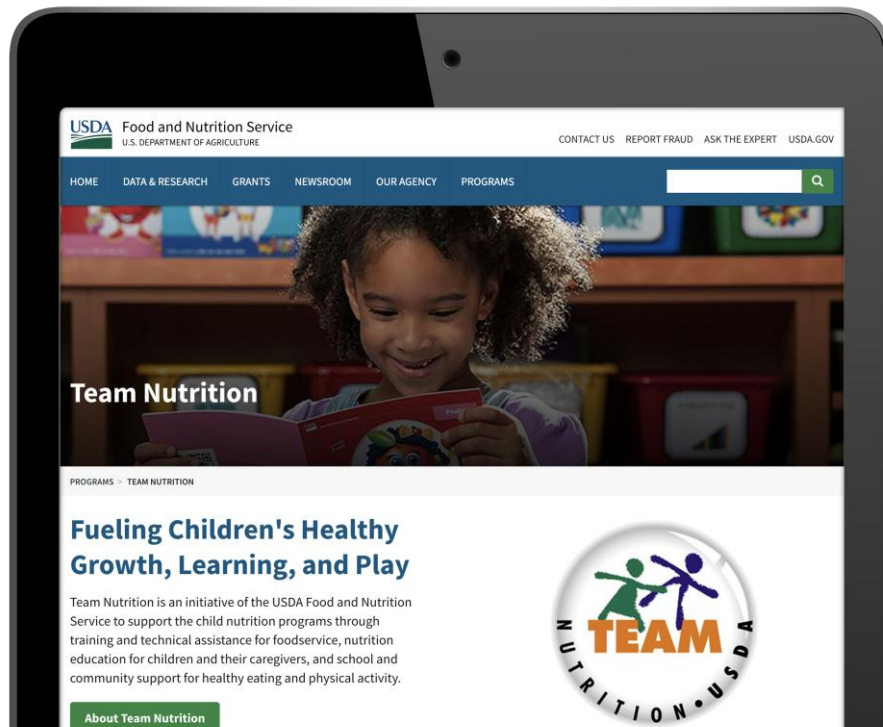 USDA Food and Nutrition Service
U.S. DEPARTMENT OF AGRICULTURE
CONTACT US REPORT FRAUD ASK THE EXPERT USDA.GOV
HOME DATA & RESEARCH GRANTS NEWSROOM OUR AGENCY PROGRAMS
Team Nutrition
PROGRAMS > TEAM NUTRITION
Fueling Children's Healthy
Growth, Learning, and Play
Team Nutrition is an initiative of the USDA Food and Nutrition
Service to support the child nutrition programs through
training and technical assistance for foodservice, nutrition
education for children and their caregivers, and school and
community support for healthy eating and physical activity.
About Team Nutrition
TEAM
NUTRITION • USDA